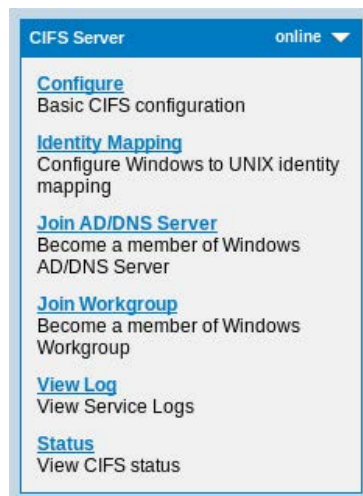 CIFS Server online
Configure
Basic CIFS configuration
Identity Mapping
Configure Windows to UNIX identity
mapping
Join AD/DNS Server
Become a member of Windows
AD/DNS Server
Join Workgroup
Become a member of Windows
Workgroup
View Log
View Service Logs
Status
View CIFS status